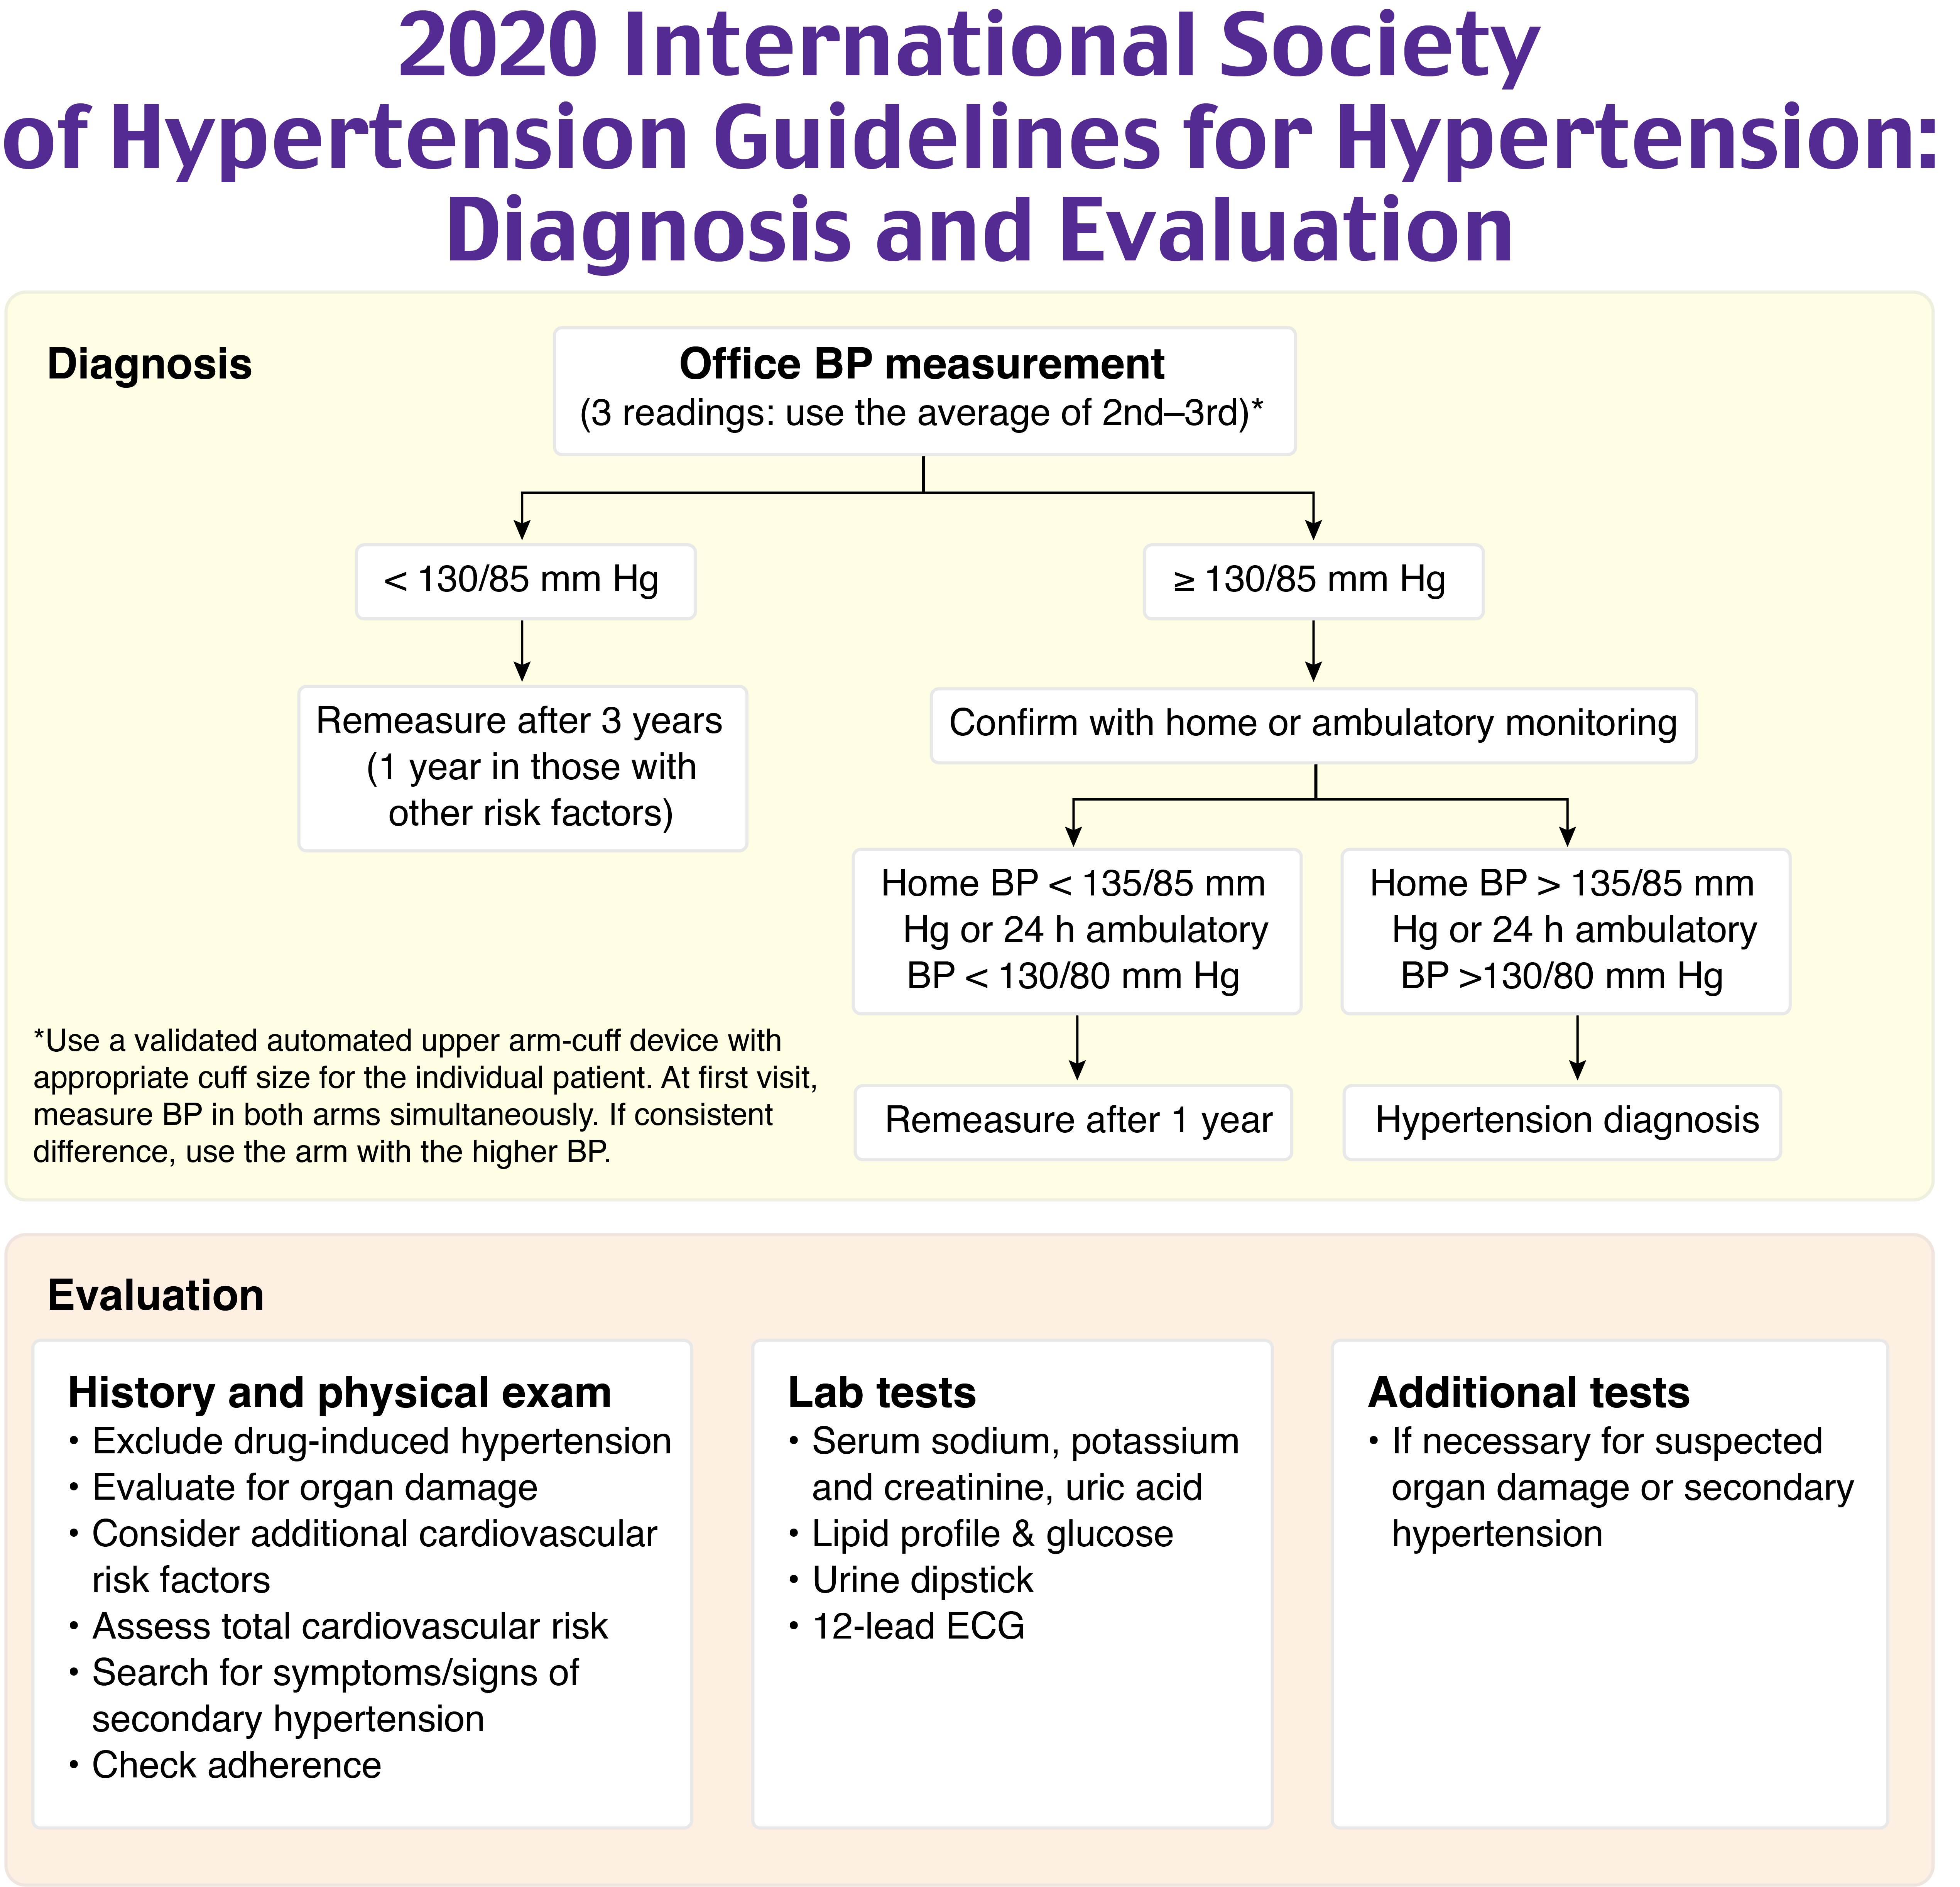 2020 International Society
of Hypertension Guidelines for Hypertension:
Diagnosis and Evaluation
Diagnosis
Office BP measurement
(3 readings: use the average of 2nd–3rd)*
< 130/85 mm Hg
≥ 130/85 mm Hg
Remeasure after 3 years
(1 year in those with
other risk factors)
Confirm with home or ambulatory monitoring
Home BP < 135/85 mm
Hg or 24 h ambulatory
BP < 130/80 mm Hg
Home BP > 135/85 mm
Hg or 24 h ambulatory
BP >130/80 mm Hg
Remeasure after 1 year
Hypertension diagnosis
*Use a validated automated upper arm-cuff device with
appropriate cuff size for the individual patient. At first visit,
measure BP in both arms simultaneously. If consistent
difference, use the arm with the higher BP.
Evaluation
History and physical exam
• Exclude drug-induced hypertension
• Evaluate for organ damage
• Consider additional cardiovascular
risk factors
• Assess total cardiovascular risk
• Search for symptoms/signs of
secondary hypertension
• Check adherence
Lab tests
• Serum sodium, potassium
and creatinine, uric acid
• Lipid profile & glucose
• Urine dipstick
• 12-lead ECG
Additional tests
• If necessary for suspected
organ damage or secondary
hypertension